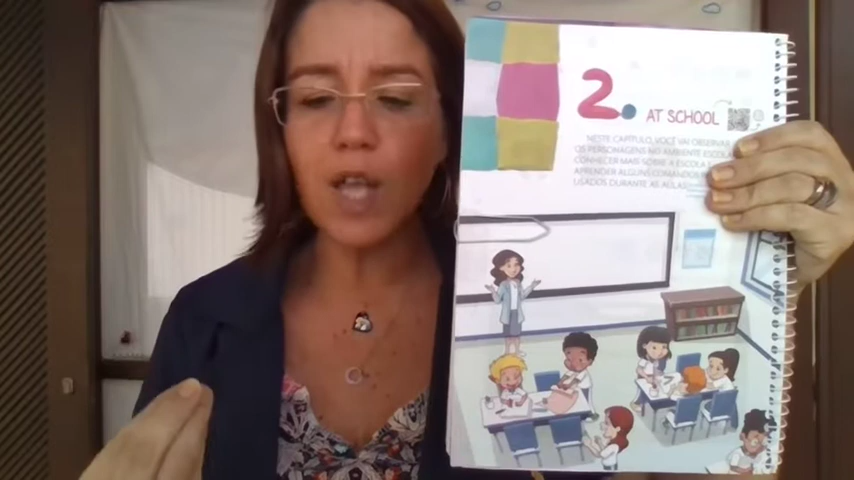 2. AT SCHOOL
NESTE CAPÍTULO, VOCÊ VAI OBSERVAR
OS PERSONAGENS NO AMBIENTE ESCOLAR
CONHECER MAIS SOBRE A ESCOLA E
APRENDER ALGUNS COMANDOS
USADOS DURANTE AS AULAS.